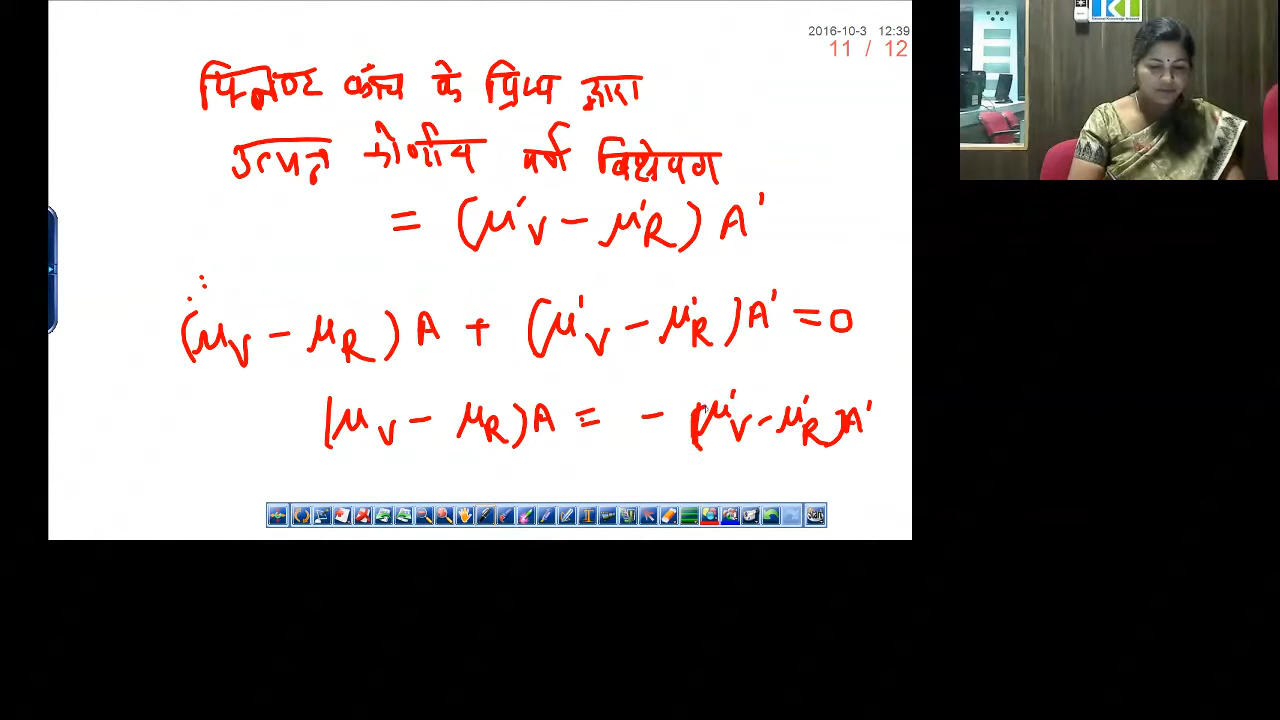 2016-10-3 12:39
11 / 12
फ्लिण्ट कांच के प्रिज्म द्वारा
उत्पन्न कोणीय वर्ण विक्षेपण
= (μ'V − μ'R) A'
∴
(μV − μR) A + (μ'V − μ'R) A' = 0
(μV − μR) A = − (μ'V − μ'R) A'